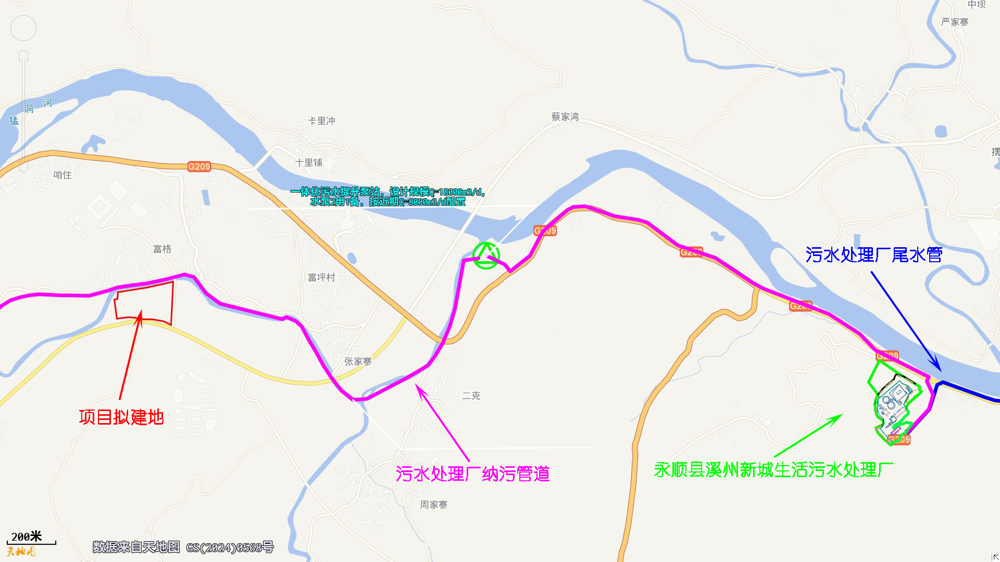 中坝
严家寨
猛洞河
卡里冲
蔡家湾
摆
十里铺
G209
咱住
一体化污水提升泵站，设计规模Q=18000m3/d，
水泵2用1备，按近期Q=8000m3/d配置
G209
富格
G209
污水处理厂尾水管
富坪村
G209
张家寨
G209
二克
项目拟建地
G209
污水处理厂纳污管道
永顺县溪州新城生活污水处理厂
周家寨
200米
天地图
数据来自天地图 GS(2024)0568号